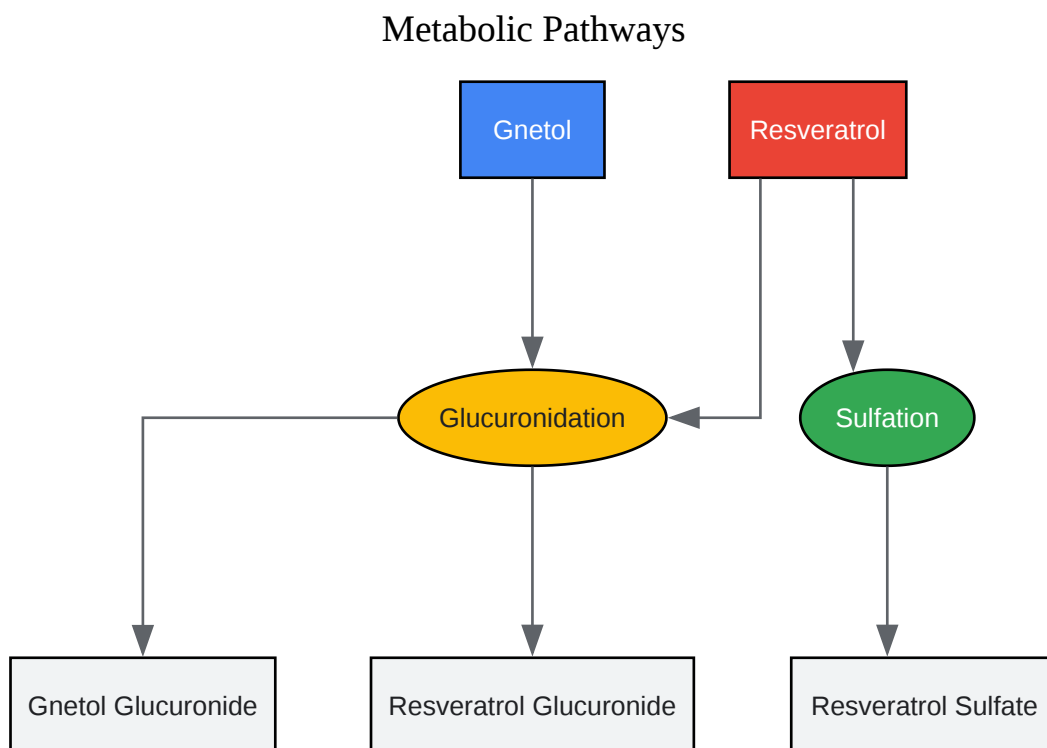 Metabolic Pathways
Gnetol
Resveratrol
Glucuronidation
Sulfation
Gnetol Glucuronide
Resveratrol Glucuronide
Resveratrol Sulfate